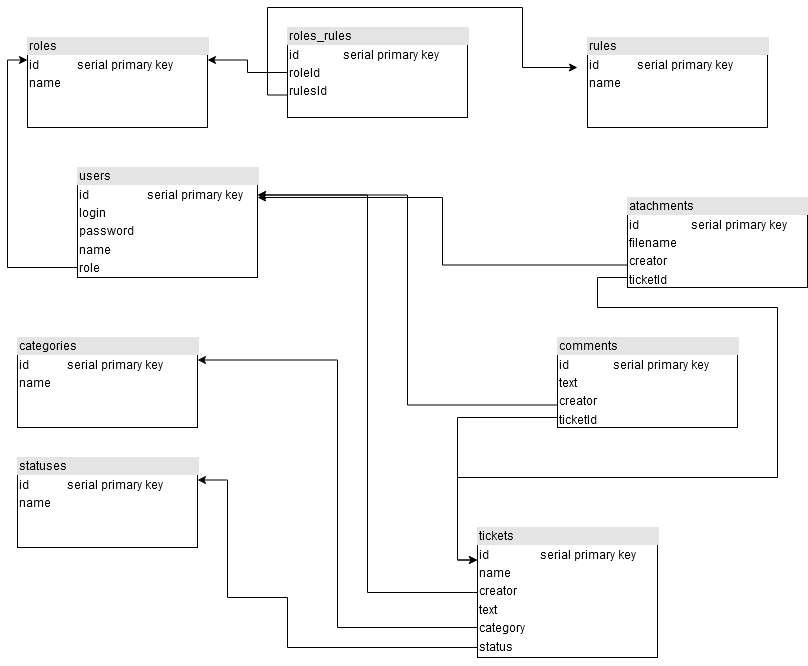 roles
id serial primary key
name
roles_rules
id serial primary key
roleId
rulesId
rules
id serial primary key
name
users
id serial primary key
login
password
name
role
atachments
id serial primary key
filename
creator
ticketId
categories
id serial primary key
name
comments
id serial primary key
text
creator
ticketId
statuses
id serial primary key
name
tickets
id serial primary key
name
creator
text
category
status